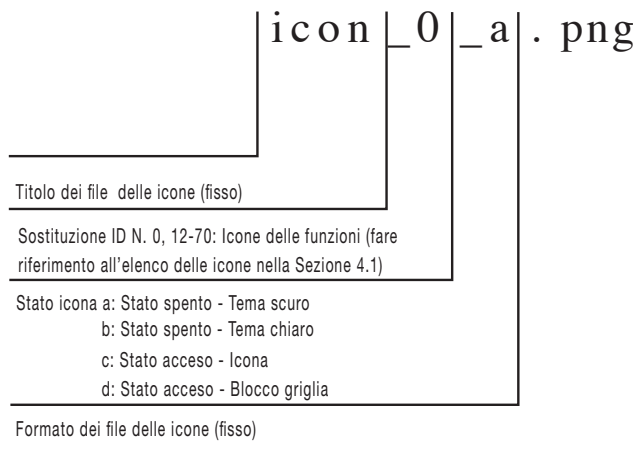 icon_0_a.png
Titolo dei file delle icone (fisso)
Sostituzione ID N. 0, 12-70: Icone delle funzioni (fare
riferimento all'elenco delle icone nella Sezione 4.1)
Stato icona a: Stato spento - Tema scuro
b: Stato spento - Tema chiaro
c: Stato acceso - Icona
d: Stato acceso - Blocco griglia
Formato dei file delle icone (fisso)